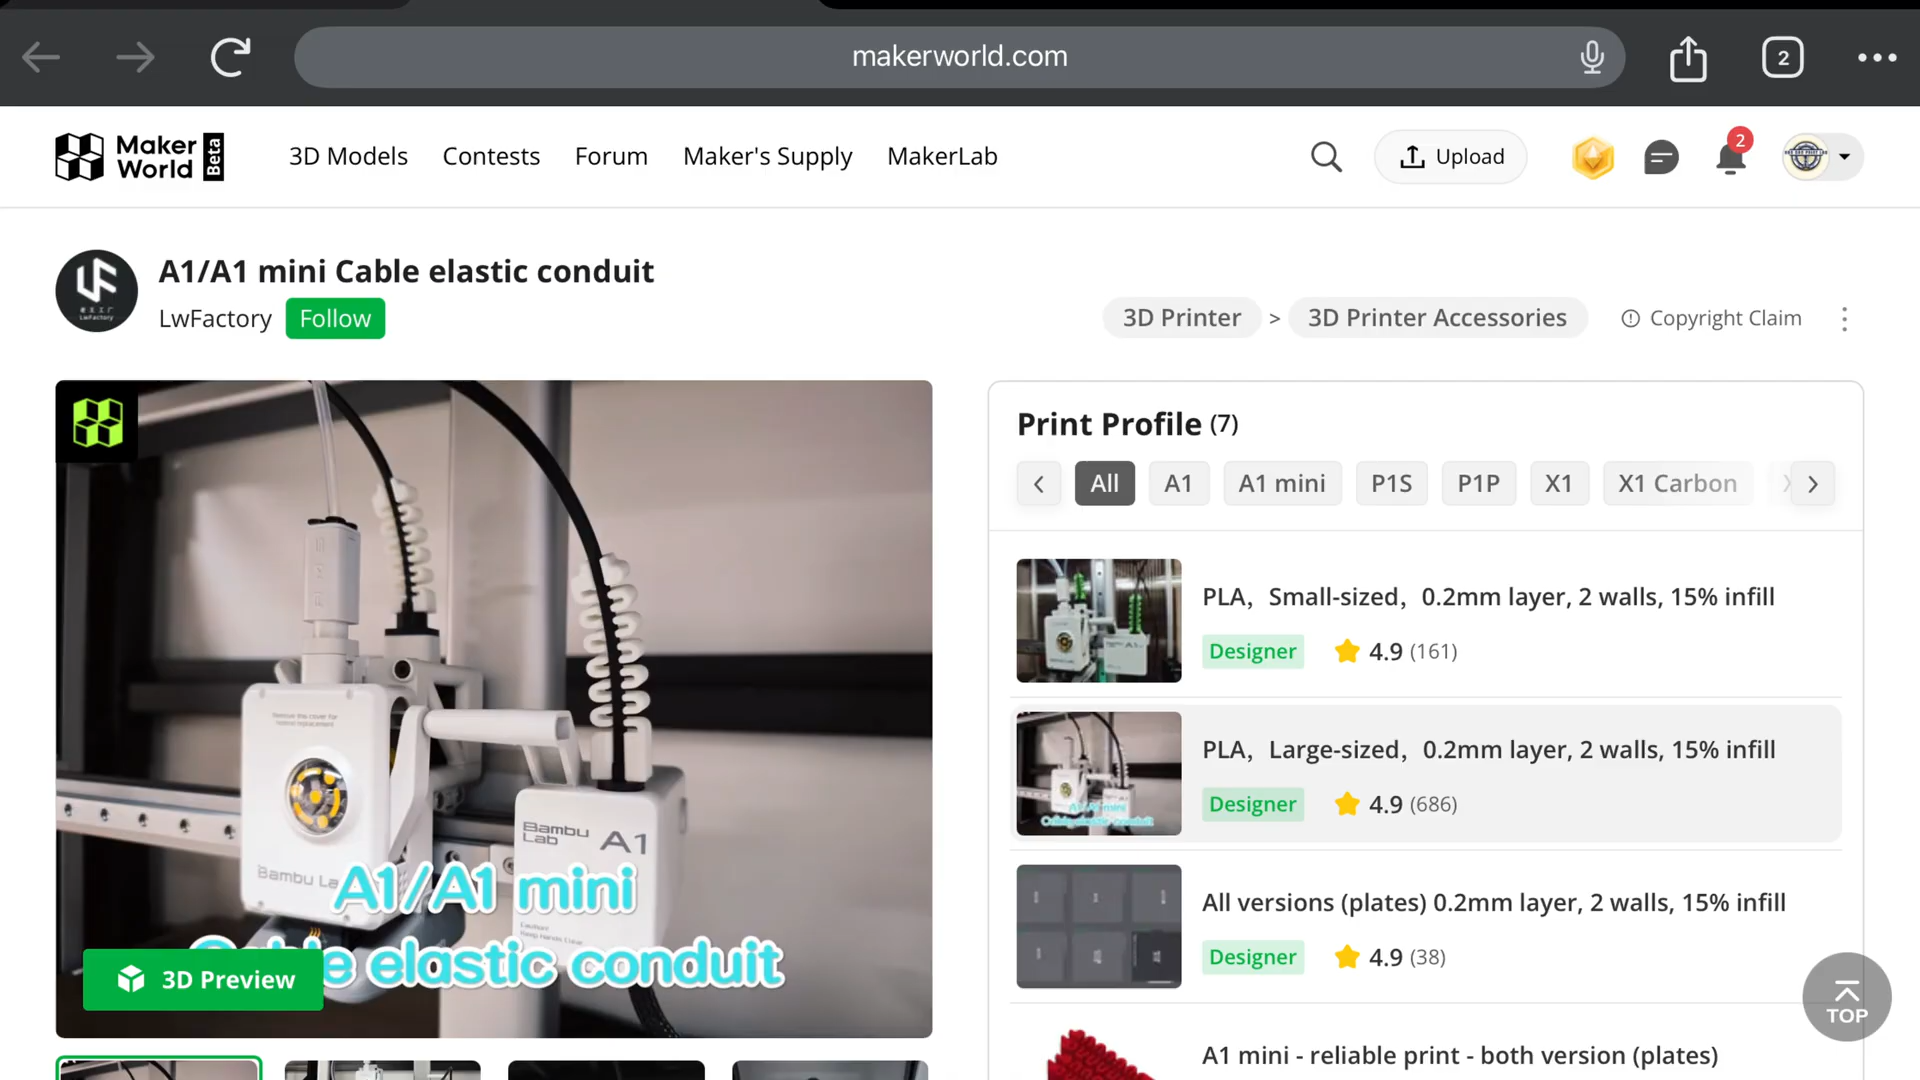 makerworld.com
2
Maker World Beta
3D Models
Contests
Forum
Maker's Supply
MakerLab
Upload
2
A1/A1 mini Cable elastic conduit
LwFactory
Follow
3D Printer > 3D Printer Accessories
Copyright Claim
Bambu Lab A1
A1/A1 mini
elastic conduit
3D Preview
Print Profile (7)
All
A1
A1 mini
P1S
P1P
X1
X1 Carbon
PLA，Small-sized，0.2mm layer, 2 walls, 15% infill
Designer 4.9 (161)
PLA，Large-sized，0.2mm layer, 2 walls, 15% infill
Designer 4.9 (686)
All versions (plates) 0.2mm layer, 2 walls, 15% infill
Designer 4.9 (38)
A1 mini - reliable print - both version (plates)
TOP